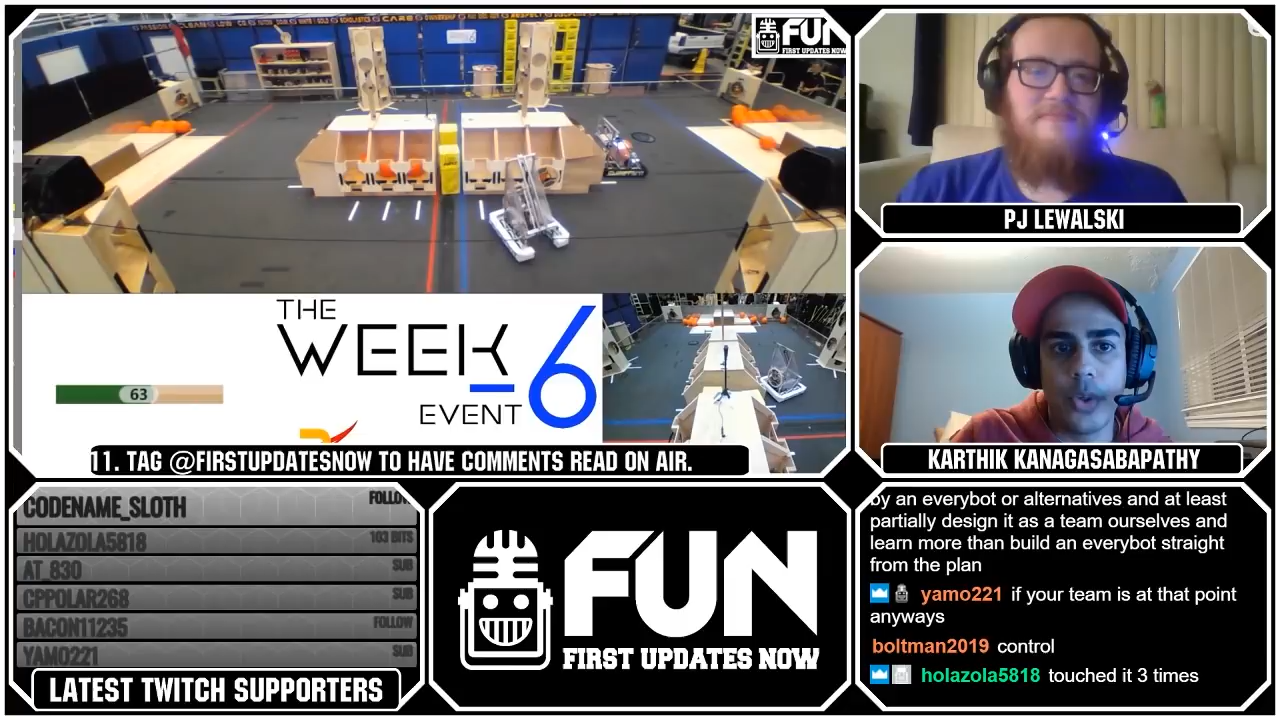 FUN
FIRST UPDATES NOW
THE
WEEK
6
EVENT
63
11. TAG @FIRSTUPDATESNOW TO HAVE COMMENTS READ ON AIR.
PJ LEWALSKI
KARTHIK KANAGASABAPATHY
CODENAME_SLOTH FOLLOW
HOLAZOLA5818 103 BITS
AT_830 SUB
CPPOLAR268 SUB
BACON11235 FOLLOW
YAMO221 SUB
LATEST TWITCH SUPPORTERS
FUN
FIRST UPDATES NOW
by an everybot or alternatives and at least
partially design it as a team ourselves and
learn more than build an everybot straight
from the plan
yamo221 if your team is at that point
anyways
boltman2019 control
holazola5818 touched it 3 times